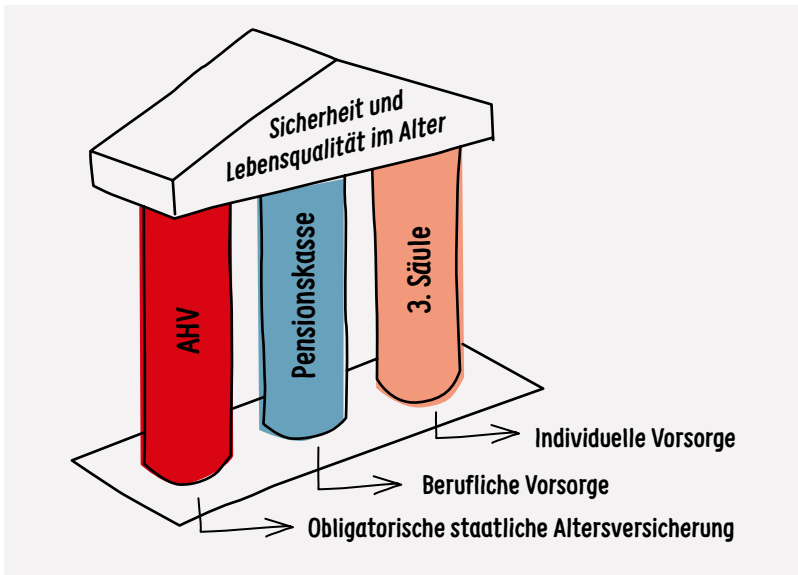 Sicherheit und
Lebensqualität im Alter
AHV
Pensionskasse
3. Säule
Individuelle Vorsorge
Berufliche Vorsorge
Obligatorische staatliche Altersversicherung